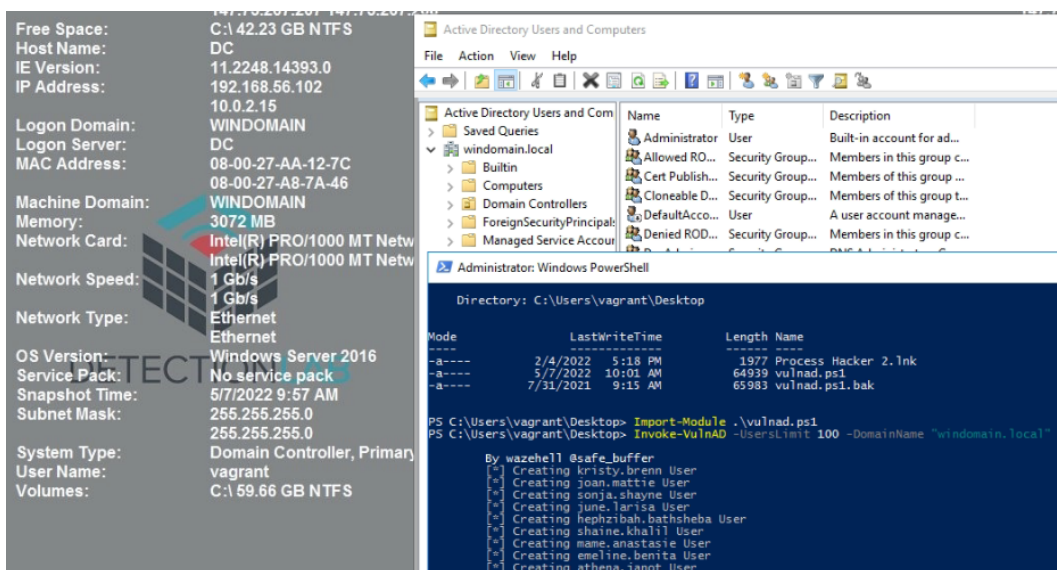 Free Space: C:\ 42.23 GB NTFS
Host Name: DC
IE Version: 11.2248.14393.0
IP Address: 192.168.56.102
10.0.2.15
Logon Domain: WINDOMAIN
Logon Server: DC
MAC Address: 08-00-27-AA-12-7C
08-00-27-A8-7A-46
Machine Domain: WINDOMAIN
Memory: 3072 MB
Network Card: Intel(R) PRO/1000 MT Netw
Intel(R) PRO/1000 MT Netw
Network Speed: 1 Gb/s
1 Gb/s
Network Type: Ethernet
Ethernet
OS Version: Windows Server 2016
DETECTIONLAB
Service Pack: No service pack
Snapshot Time: 5/7/2022 9:57 AM
Subnet Mask: 255.255.255.0
255.255.255.0
System Type: Domain Controller, Primary
User Name: vagrant
Volumes: C:\ 59.66 GB NTFS
Active Directory Users and Computers
File Action View Help
Active Directory Users and Com
Saved Queries
windomain.local
Builtin
Computers
Domain Controllers
ForeignSecurityPrincipals
Managed Service Accour
Name Type Description
Administrator User Built-in account for ad...
Allowed RO... Security Group... Members in this group c...
Cert Publish... Security Group... Members of this group ...
Cloneable D... Security Group... Members of this group t...
DefaultAcco... User A user account manage...
Denied ROD... Security Group... Members in this group c...
Administrator: Windows PowerShell
Directory: C:\Users\vagrant\Desktop
Mode LastWriteTime Length Name
---- ------------- ------ ----
-a---- 2/4/2022 5:18 PM 1977 Process Hacker 2.lnk
-a---- 5/7/2022 10:01 AM 64939 vulnad.ps1
-a---- 7/31/2021 9:15 AM 65983 vulnad.ps1.bak
PS C:\Users\vagrant\Desktop> Import-Module .\vulnad.ps1
PS C:\Users\vagrant\Desktop> Invoke-VulnAD -UsersLimit 100 -DomainName "windomain.local"
By wazehell @safe_buffer
[*] Creating kristy.brenn User
[*] Creating joan.mattie User
[*] Creating sonja.shayne User
[*] Creating june.larisa User
[*] Creating hephzibah.bathsheba User
[*] Creating shaine.khalil User
[*] Creating mame.anastasie User
[*] Creating emeline.benita User
[*] Creating athena.janot User